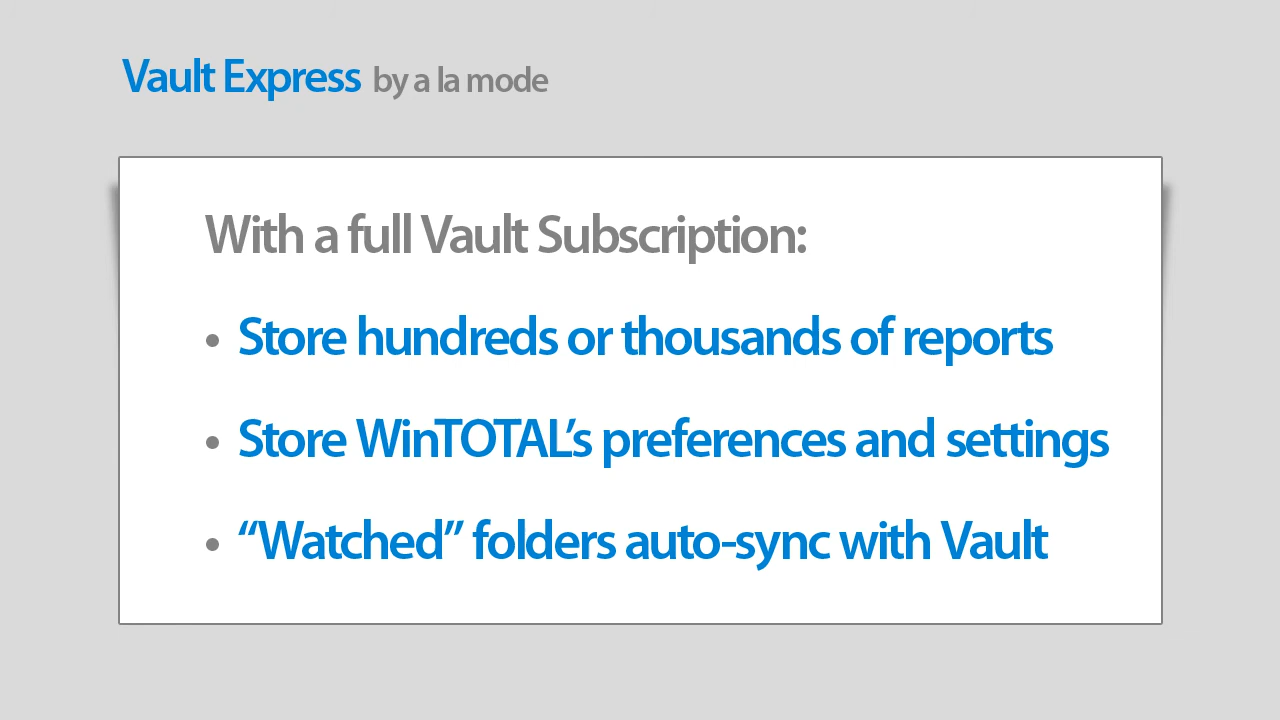 Vault Express by a la mode
With a full Vault Subscription:
• Store hundreds or thousands of reports
• Store WinTOTAL’s preferences and settings
• “Watched” folders auto-sync with Vault